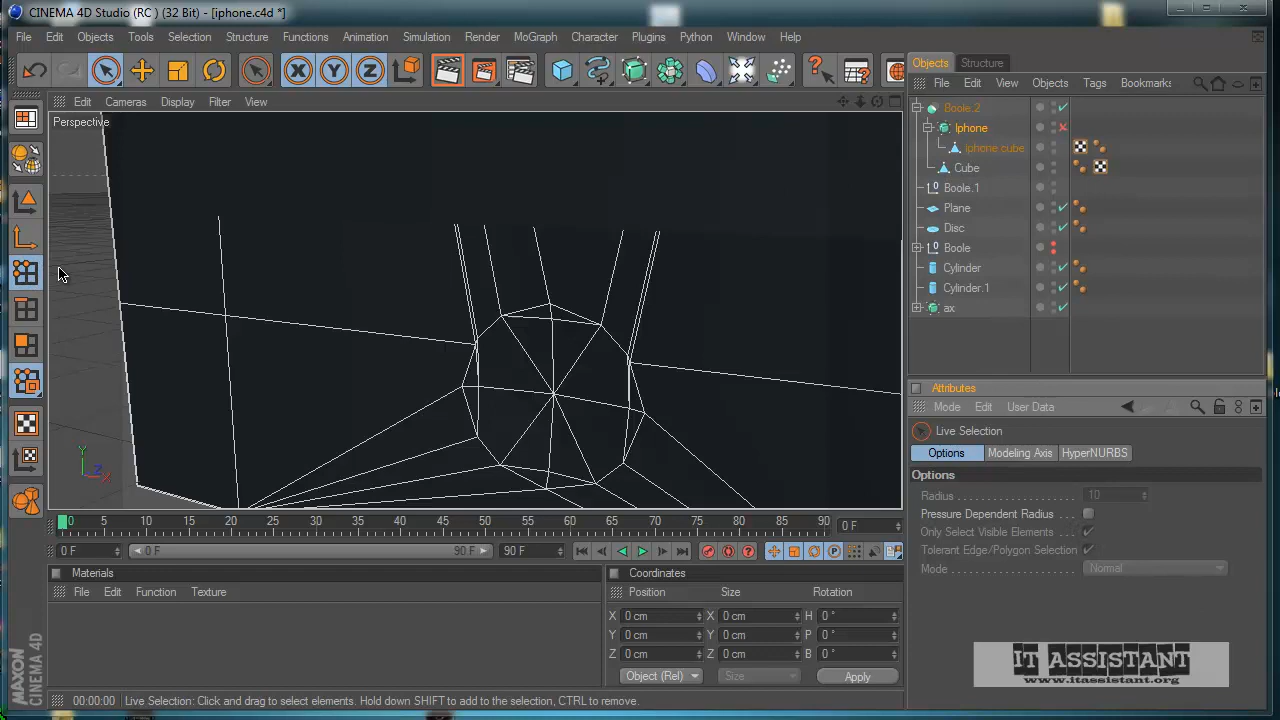 CINEMA 4D Studio (RC ) (32 Bit) - [iphone.c4d *]
File Edit Objects Tools Selection Structure Functions Animation Simulation Render MoGraph Character Plugins Python Window Help
Edit Cameras Display Filter View
Perspective
Y
Z X
0 5 10 15 20 25 30 35 40 45 50 55 60 65 70 75 80 85 90 0 F
0 F 0 F 90 F 90 F
Materials
File Edit Function Texture
Coordinates
Position Size Rotation
X 0 cm X 0 cm H 0 °
Y 0 cm Y 0 cm P 0 °
Z 0 cm Z 0 cm B 0 °
Object (Rel) Size Apply
MAXON
CINEMA 4D
00:00:00 Live Selection: Click and drag to select elements. Hold down SHIFT to add to the selection, CTRL to remove.
Objects Structure
File Edit View Objects Tags Bookmarks
Boole.2
Iphone
iphone cube
Cube
Boole.1
Plane
Disc
Boole
Cylinder
Cylinder.1
ax
Attributes
Mode Edit User Data
Live Selection
Options Modeling Axis HyperNURBS
Options
Radius 10
Pressure Dependent Radius
Only Select Visible Elements
Tolerant Edge/Polygon Selection
Mode Normal
IT ASSISTANT
www.itassistant.org